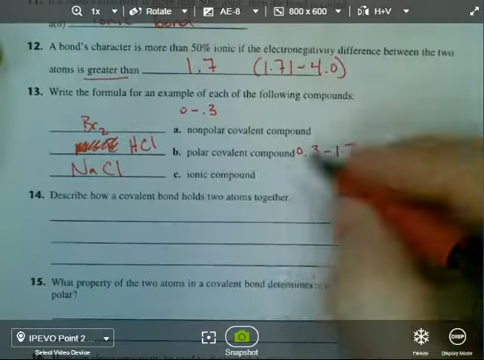 1x Rotate AE-8 800 x 600 H+V
12. A bond's character is more than 50% ionic if the electronegativity difference between the two
atoms is greater than 1.7 (1.71-4.0)
13. Write the formula for an example of each of the following compounds:
0-.3
Br2 a. nonpolar covalent compound
HCl b. polar covalent compound 0.3-1.7
NaCl c. ionic compound
14. Describe how a covalent bond holds two atoms together.
15. What property of the two atoms in a covalent bond determines
polar?
IPEVO Point 2 ...
Select Video Device
Snapshot
Freeze
DISP
Display Mode